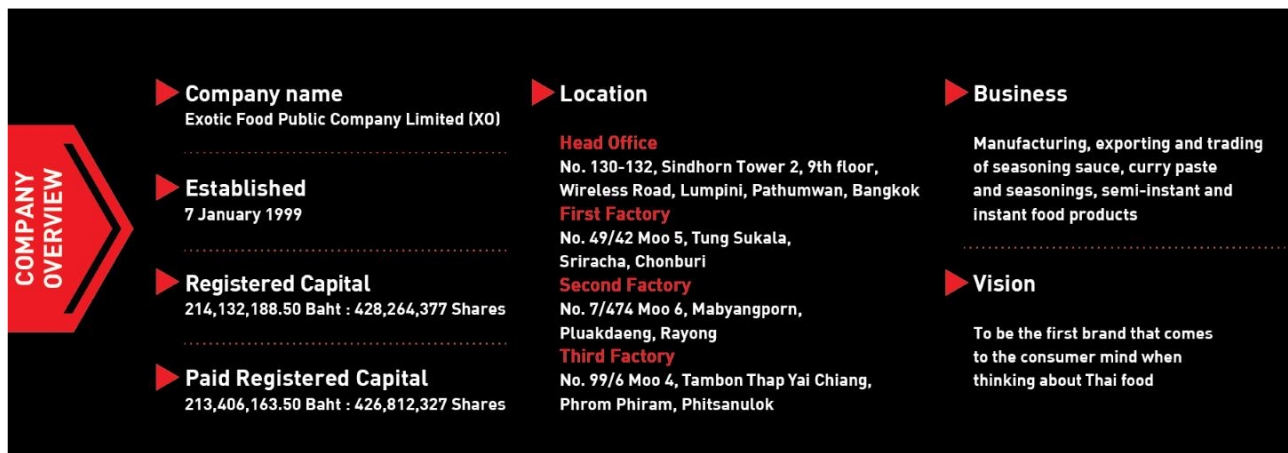 COMPANY
OVERVIEW
Company name
Exotic Food Public Company Limited (XO)
Established
7 January 1999
Registered Capital
214,132,188.50 Baht : 428,264,377 Shares
Paid Registered Capital
213,406,163.50 Baht : 426,812,327 Shares
Location
Head Office
No. 130-132, Sindhorn Tower 2, 9th floor,
Wireless Road, Lumpini, Pathumwan, Bangkok
First Factory
No. 49/42 Moo 5, Tung Sukala,
Sriracha, Chonburi
Second Factory
No. 7/474 Moo 6, Mabyangporn,
Pluakdaeng, Rayong
Third Factory
No. 99/6 Moo 4, Tambon Thap Yai Chiang,
Phrom Phiram, Phitsanulok
Business
Manufacturing, exporting and trading
of seasoning sauce, curry paste
and seasonings, semi-instant and
instant food products
Vision
To be the first brand that comes
to the consumer mind when
thinking about Thai food